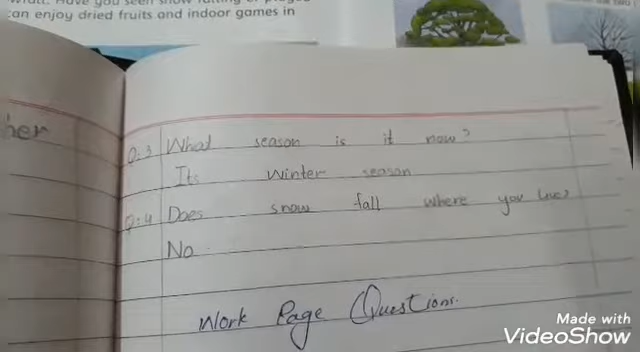 can enjoy dried fruits and indoor games in
her
Q:3 What season is it now?
Its winter season
Q:4 Does snow fall where you live?
No
Work Page Questions.
Made with
VideoShow